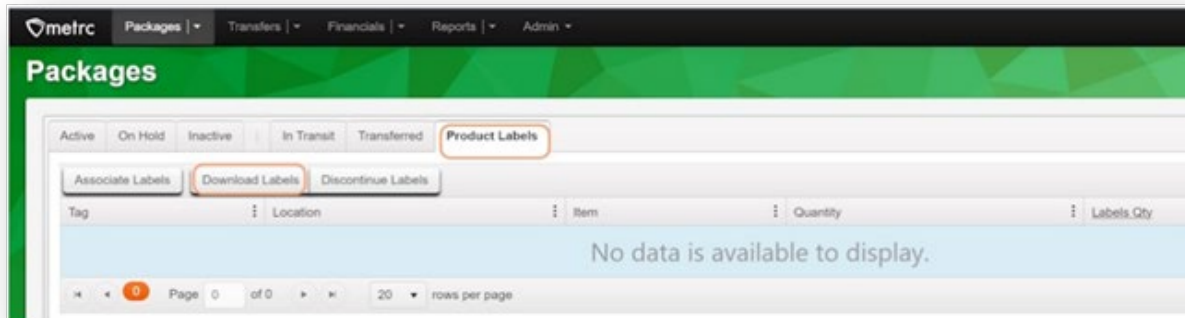 metrc Packages | Transfers | Financials | Reports | Admin
Packages
Active On Hold Inactive In Transit Transferred Product Labels
Associate Labels Download Labels Discontinue Labels
Tag Location Item Quantity Labels Qty
No data is available to display.
0 Page 0 of 0 20 rows per page